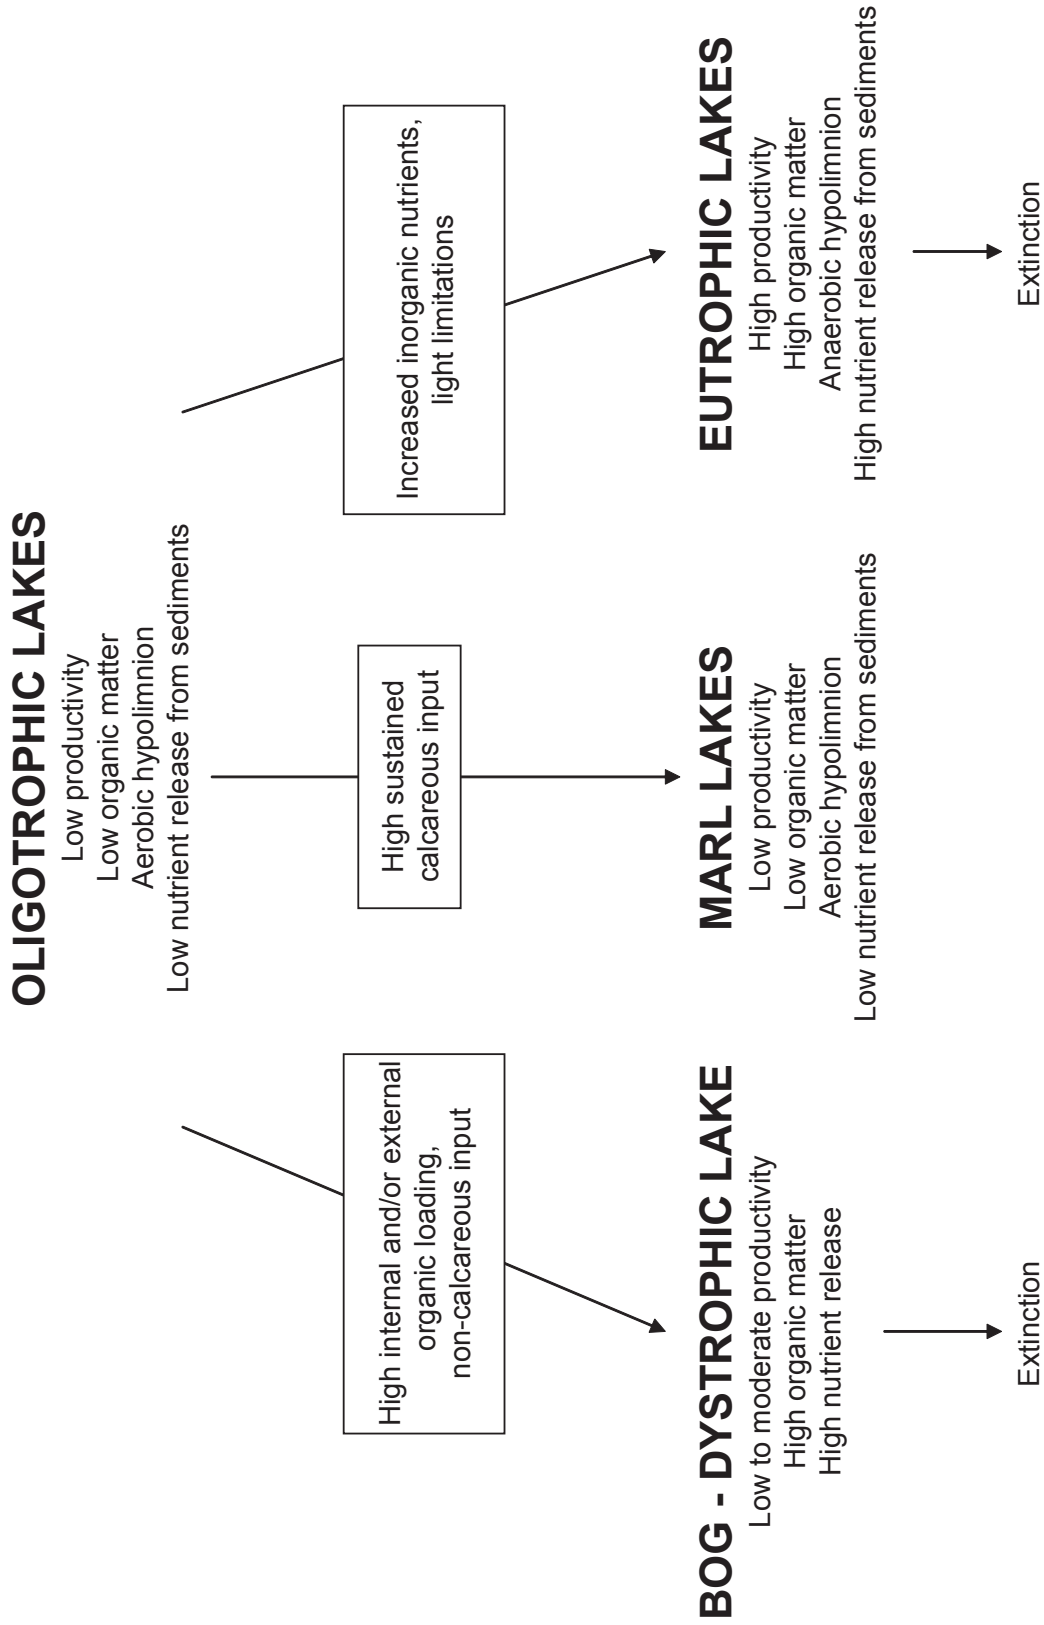 OLIGOTROPHIC LAKES
Low productivity
Low organic matter
Aerobic hypolimnion
Low nutrient release from sediments
High internal and/or external
organic loading,
non-calcareous input
High sustained
calcareous input
Increased inorganic nutrients,
light limitations
BOG - DYSTROPHIC LAKE
Low to moderate productivity
High organic matter
High nutrient release
Extinction
MARL LAKES
Low productivity
Low organic matter
Aerobic hypolimnion
Low nutrient release from sediments
EUTROPHIC LAKES
High productivity
High organic matter
Anaerobic hypolimnion
High nutrient release from sediments
Extinction